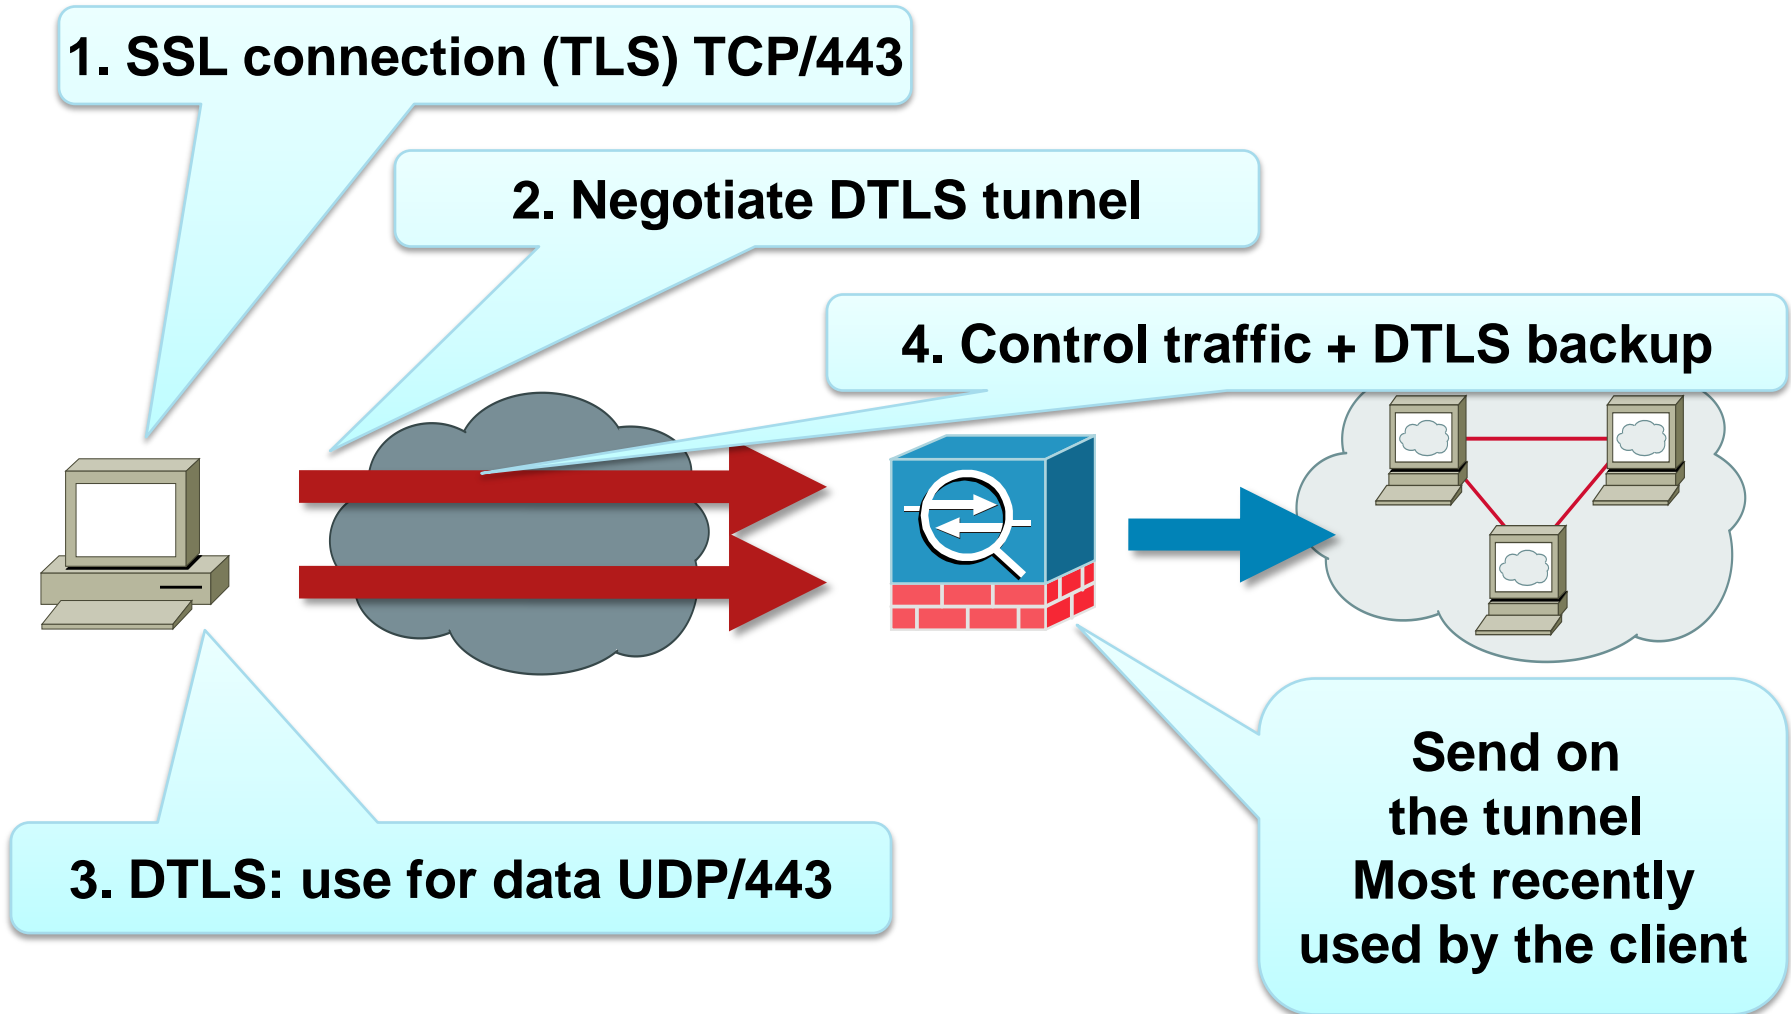 1. SSL connection (TLS) TCP/443
2. Negotiate DTLS tunnel
4. Control traffic + DTLS backup
3. DTLS: use for data UDP/443
Send on
the tunnel
Most recently
used by the client